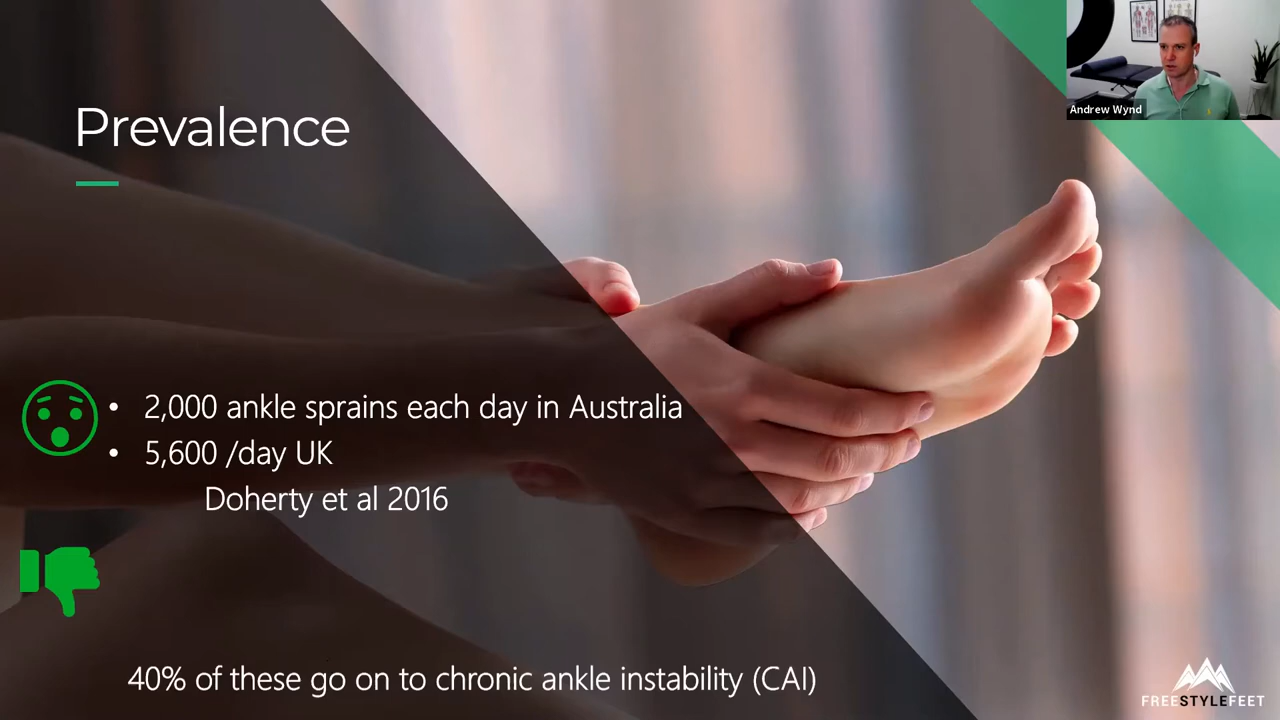 Andrew Wynd
Prevalence
• 2,000 ankle sprains each day in Australia
• 5,600 /day UK
Doherty et al 2016
40% of these go on to chronic ankle instability (CAI)
FREESTYLEFEET